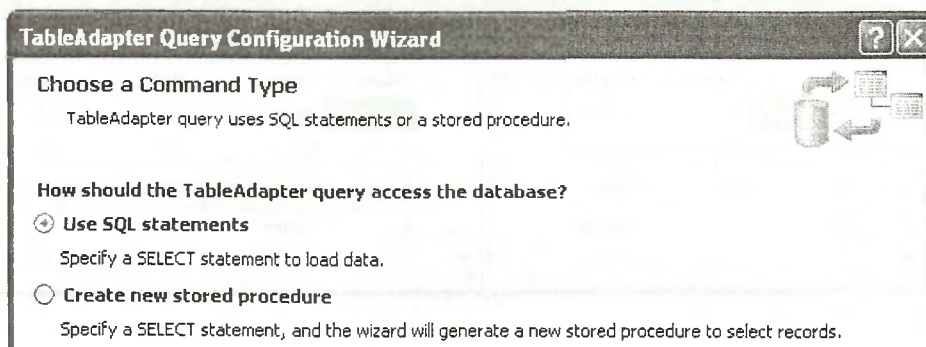 TableAdapter Query Configuration Wizard
Choose a Command Type
TableAdapter query uses SQL statements or a stored procedure.
How should the TableAdapter query access the database?
Use SQL statements
Specify a SELECT statement to load data.
Create new stored procedure
Specify a SELECT statement, and the wizard will generate a new stored procedure to select records.